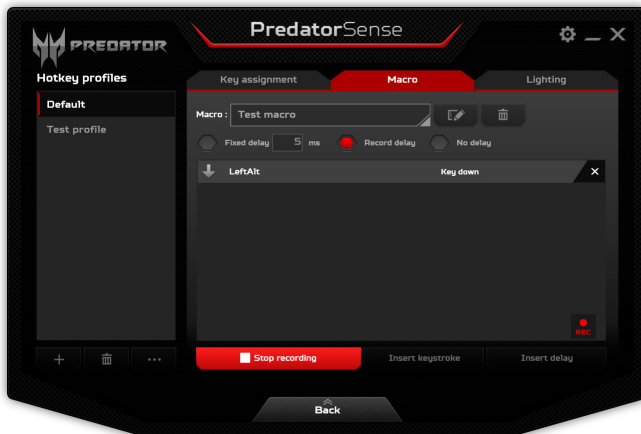 PredatorSense
PREDATOR
Hotkey profiles
Default
Test profile
Key assignment
Macro
Lighting
Macro :
Test macro
Fixed delay
5
ms
Record delay
No delay
LeftAlt
Key down
REC
Stop recording
Insert keystroke
Insert delay
Back